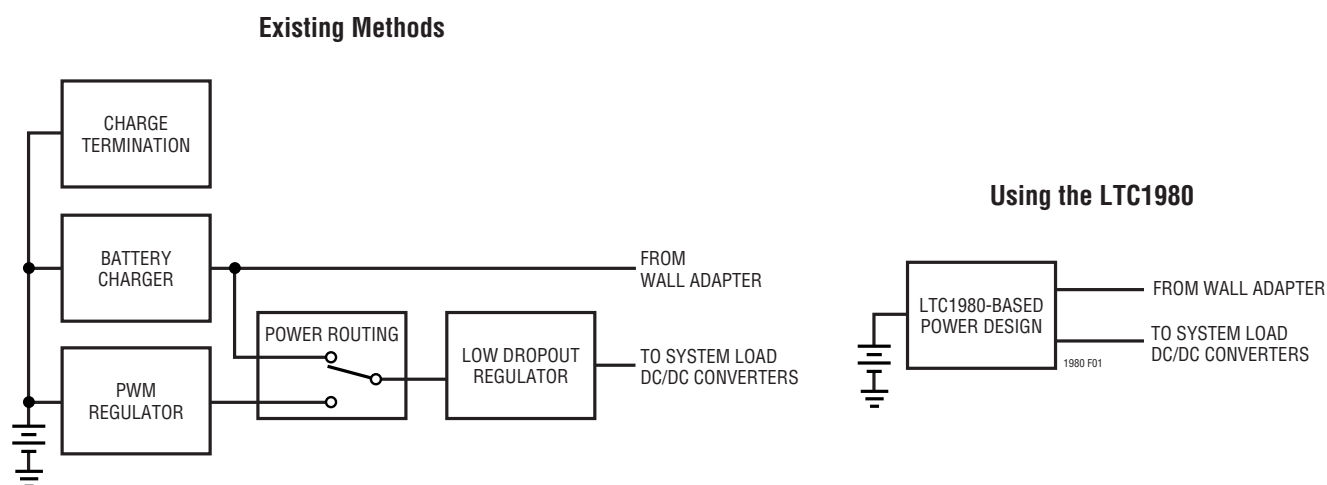 Existing Methods
CHARGE
TERMINATION
BATTERY
CHARGER
FROM
WALL ADAPTER
POWER ROUTING
LOW DROPOUT
REGULATOR
TO SYSTEM LOAD
DC/DC CONVERTERS
PWM
REGULATOR
Using the LTC1980
LTC1980-BASED
POWER DESIGN
FROM WALL ADAPTER
TO SYSTEM LOAD
DC/DC CONVERTERS
1980 F01